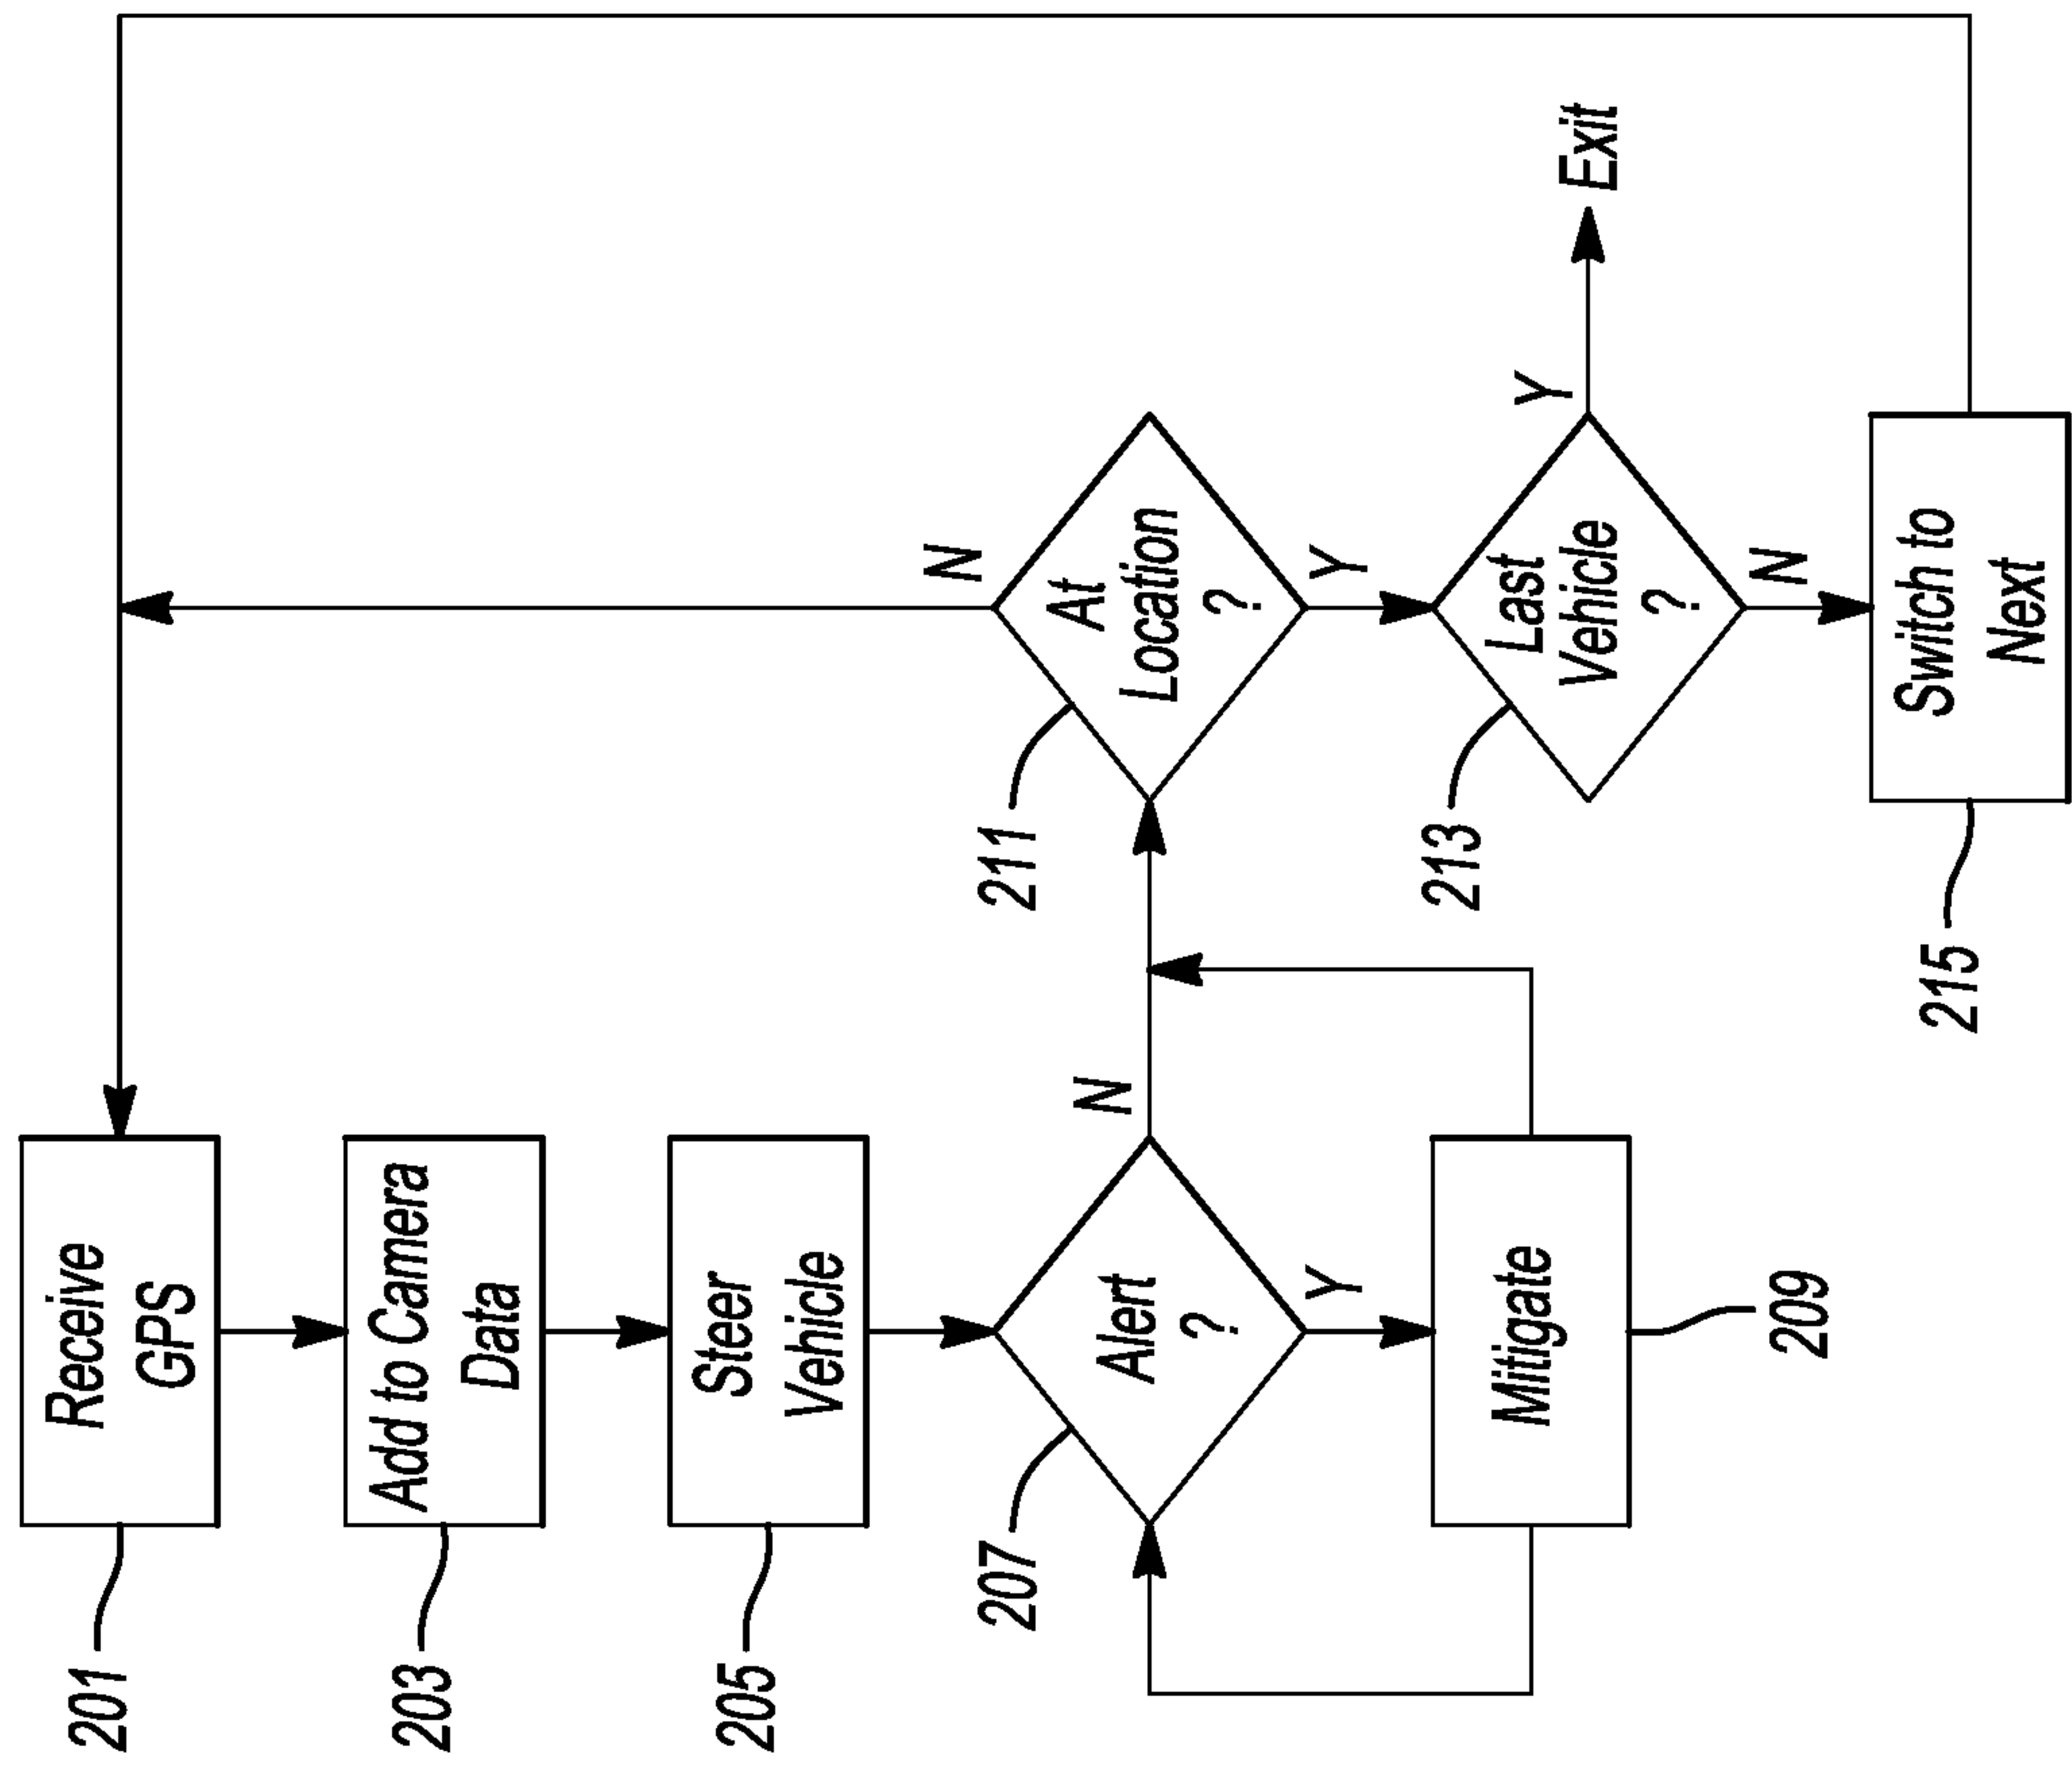 201
Receive
GPS
203
Add to Camera
Data
205
Steer
Vehicle
207
Alert
?
N
Y
Mitigate
209
211
At
Location
?
N
Y
213
Last
Vehicle
?
Y
Exit
N
215
Switch to
Next